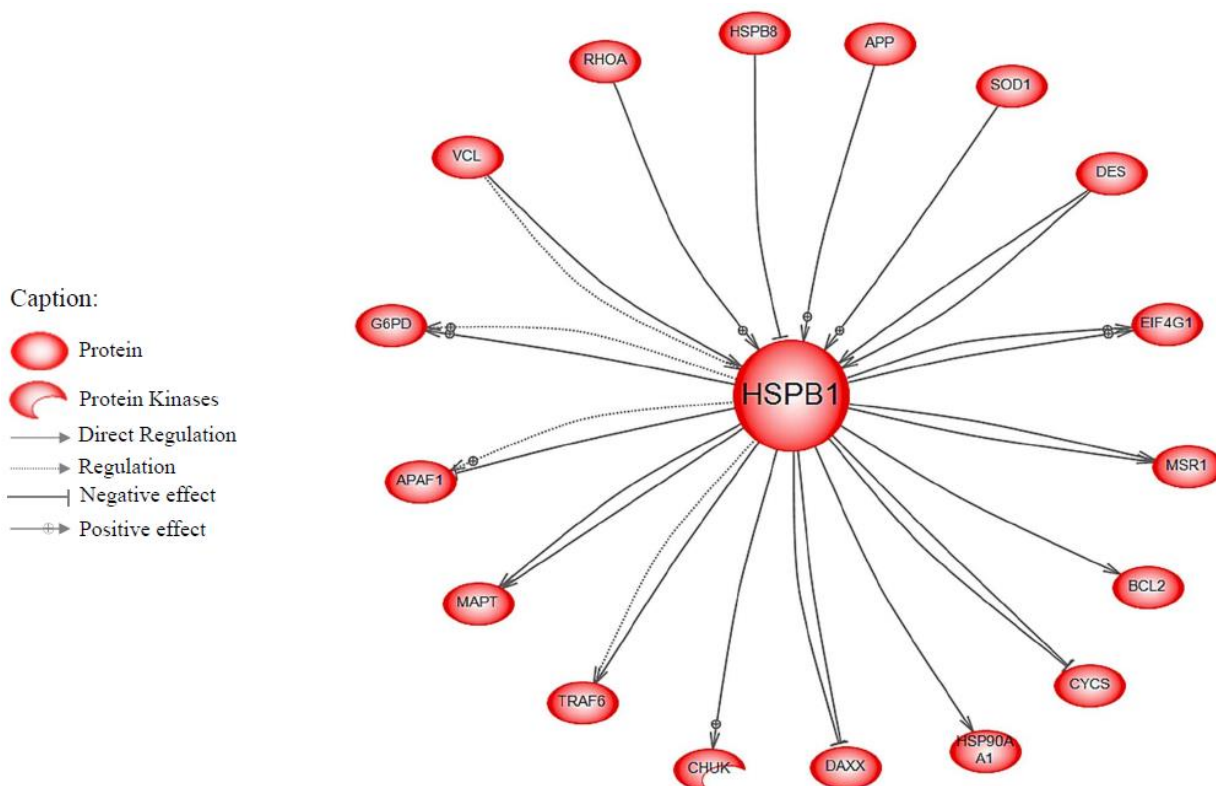 HSPB8
APP
RHOA
SOD1
VCL
DES
Caption:
Protein
Protein Kinases
Direct Regulation
Regulation
Negative effect
Positive effect
G6PD
EIF4G1
HSPB1
APAF1
MSR1
MAPT
BCL2
TRAF6
CYCS
CHUK
DAXX
HSP90A
A1